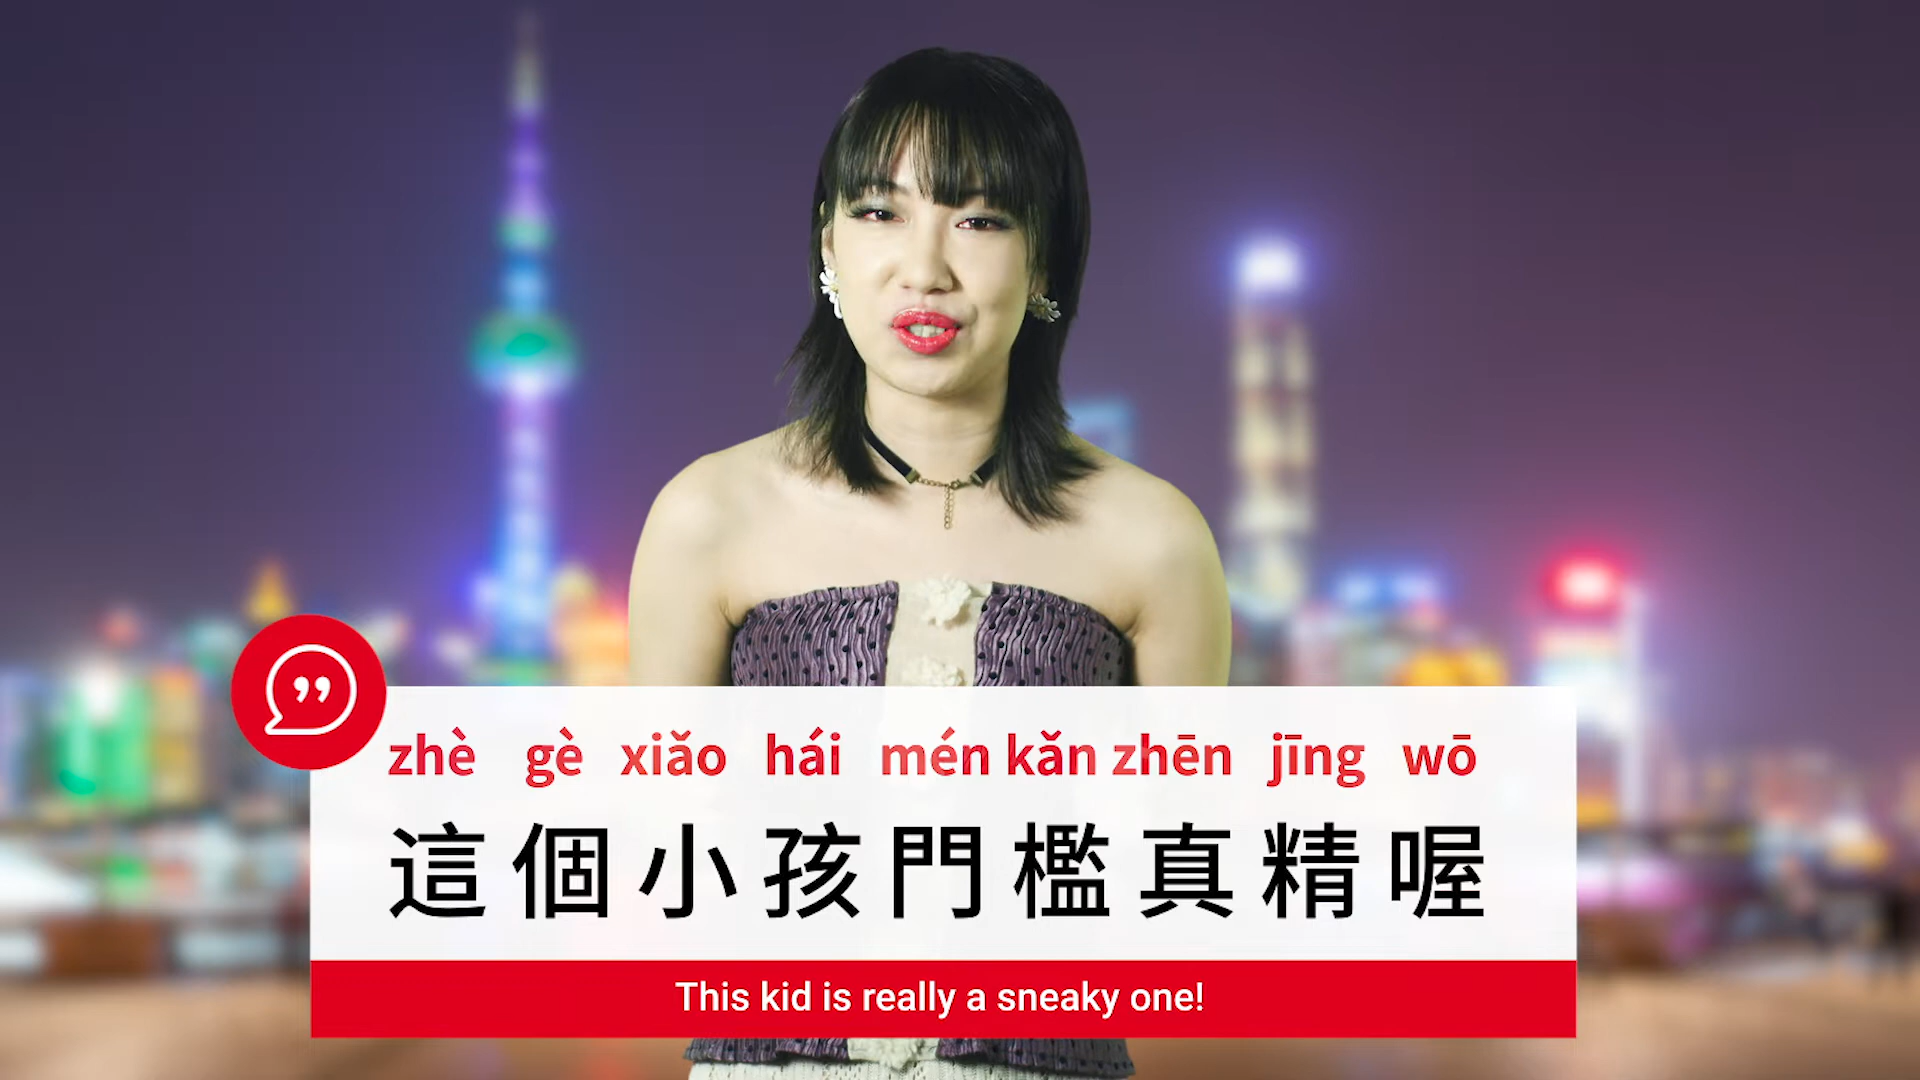 zhè gè xiǎo hái mén kǎn zhēn jīng wō
這個小孩門檻真精喔
This kid is really a sneaky one!